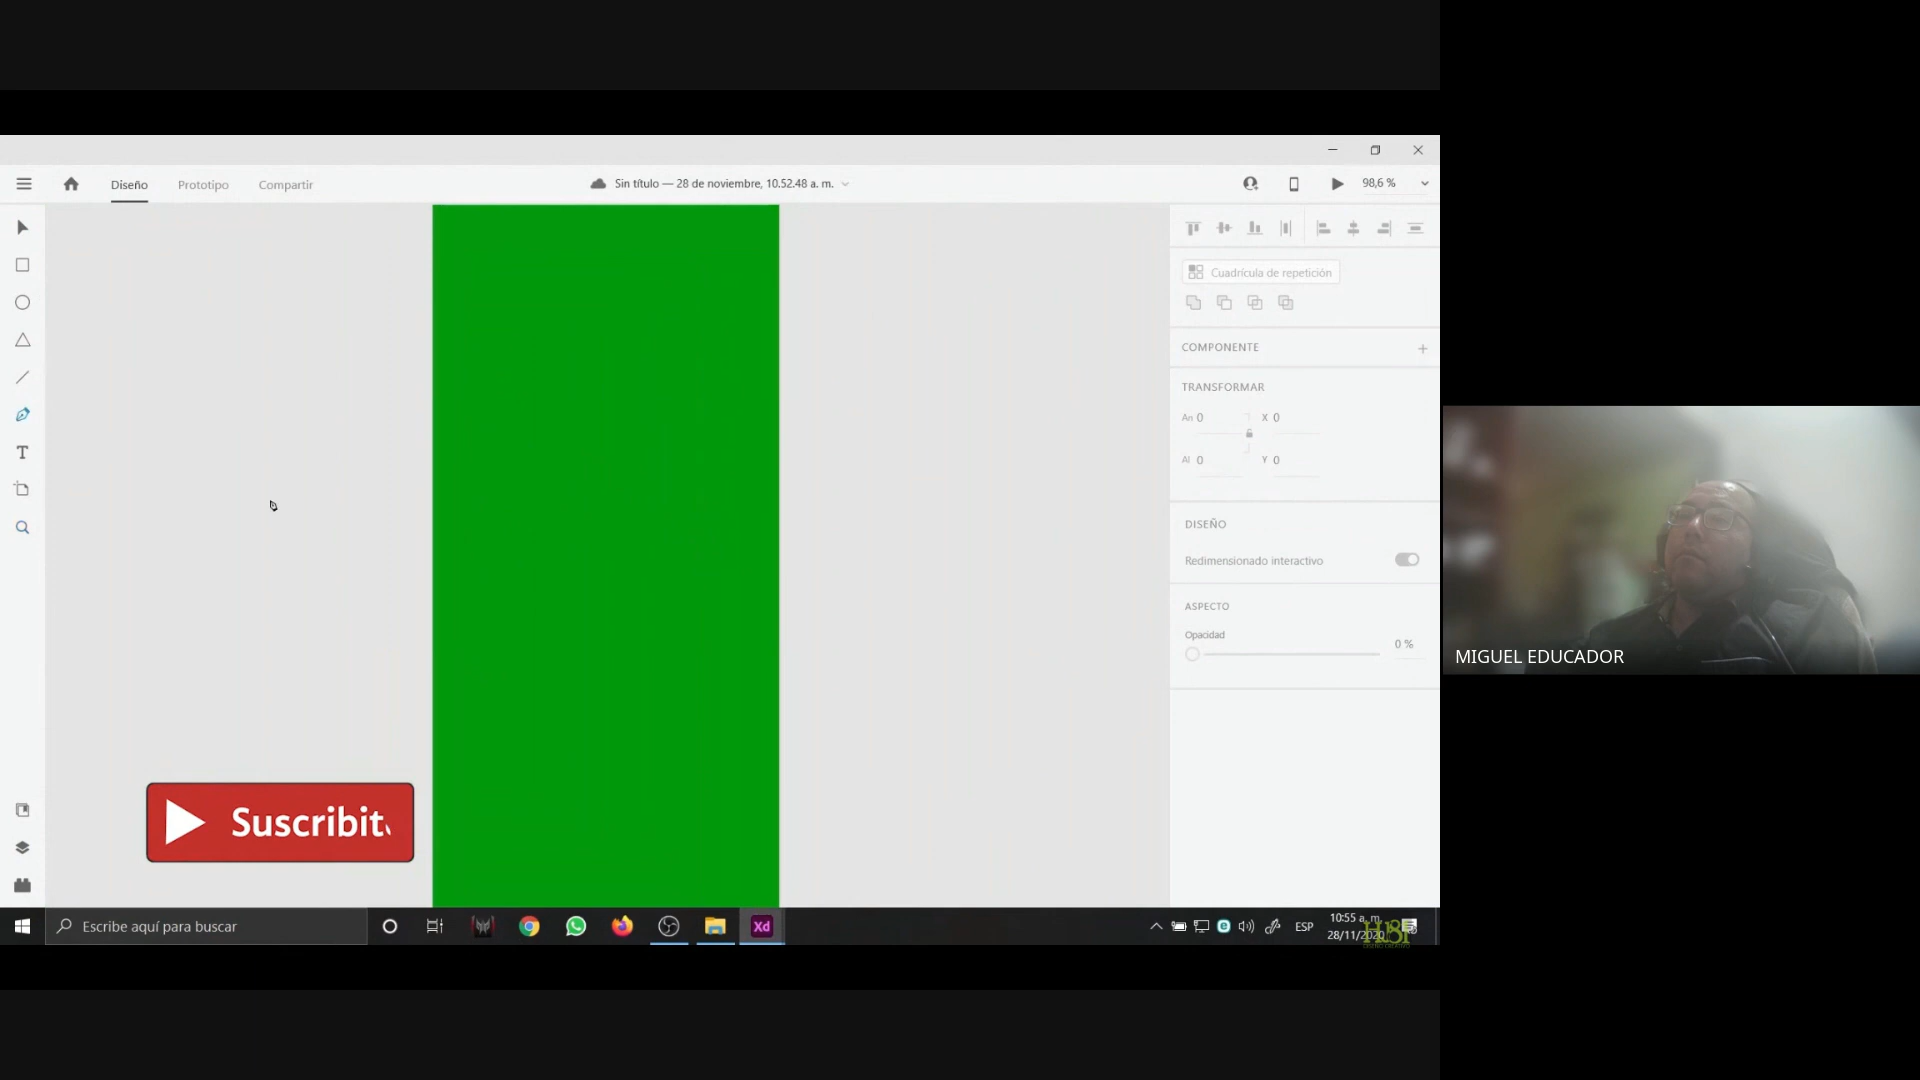 Diseño
Prototipo
Compartir
Sin título — 28 de noviembre, 10.52.48 a. m.
98,6 %
Cuadrícula de repetición
COMPONENTE
+
TRANSFORMAR
An 0
X 0
Al 0
Y 0
DISEÑO
Redimensionado interactivo
ASPECTO
Opacidad
0 %
T
MIGUEL EDUCADOR
Suscribit
Escribe aquí para buscar
Xd
ESP
10:55 a. m.
28/11/2020